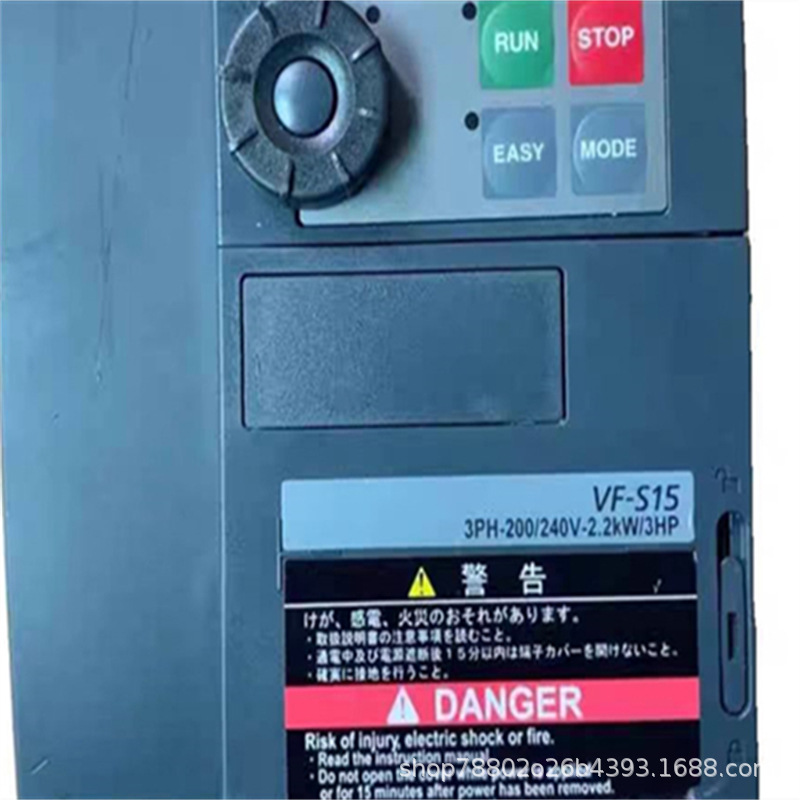 RUN STOP
EASY MODE
VF-S15
3PH-200/240V-2.2kW/3HP
警告
けが、感電、火災のおそれがあります。
・取扱説明書の注意事項を読むこと。
・通電中及び電源遮断後15分以内は端子カバーを開けないこと。
・確実に接地を行うこと。
DANGER
Risk of injury, electric shock or fire.
・Read the instruction manual.
・Do not open the
or for 15 minutes after power has been removed.
shop78802o26b4393.1688.com